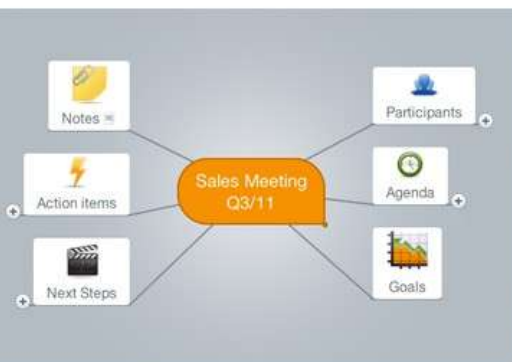 Notes
Participants
Sales Meeting
Q3/11
Action items
Agenda
Next Steps
Goals